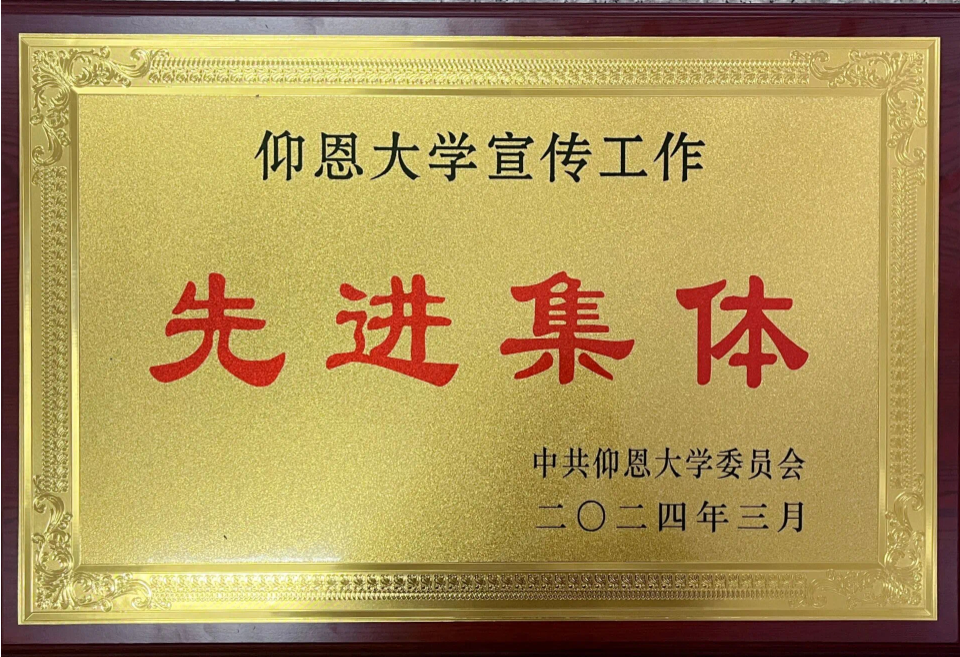 仰恩大学宣传工作
先进集体
中共仰恩大学委员会
二〇二四年三月